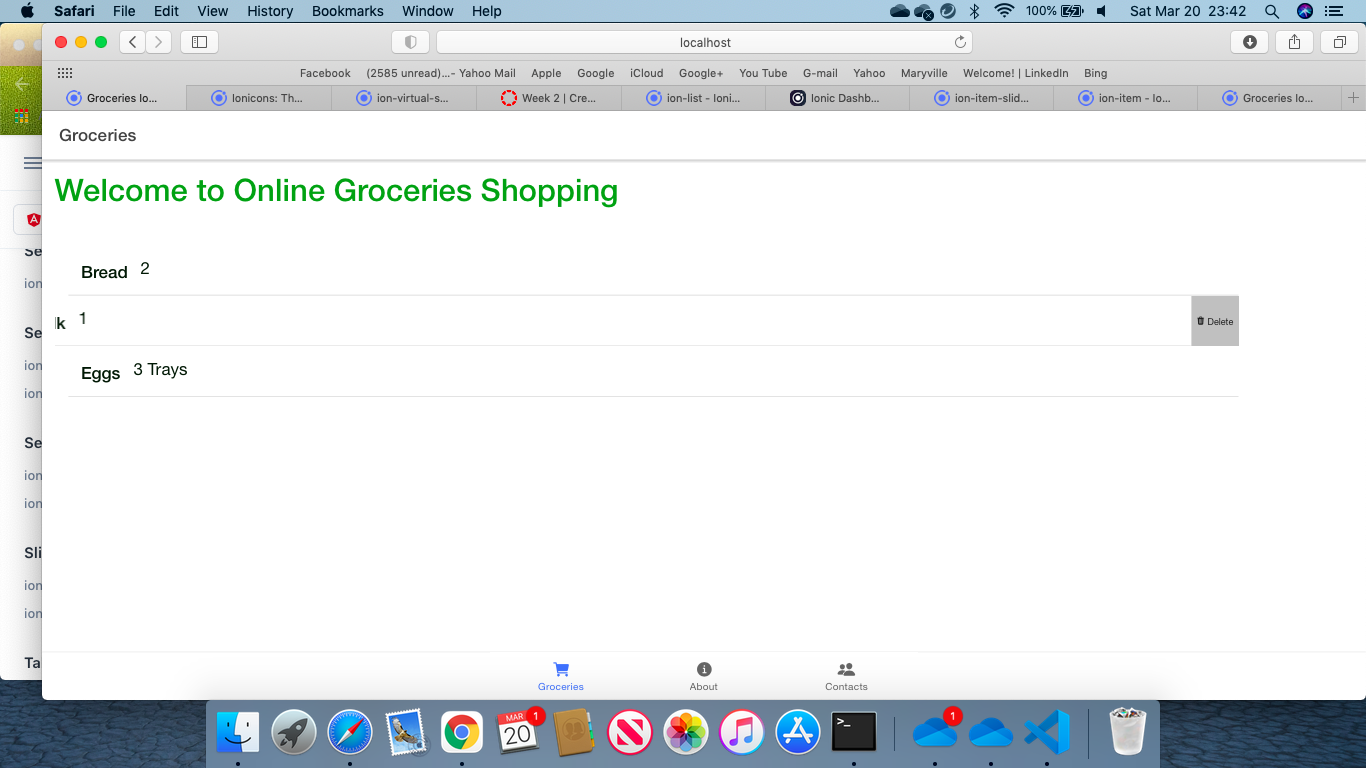 Safari File Edit View History Bookmarks Window Help 100% Sat Mar 20 23:42
localhost
Facebook (2585 unread)...- Yahoo Mail Apple Google iCloud Google+ You Tube G-mail Yahoo Maryville Welcome! | LinkedIn Bing
Groceries Io... Ionicons: Th... ion-virtual-s... Week 2 | Cre... ion-list - Ioni... Ionic Dashb... ion-item-slid... ion-item - Io... Groceries Io...
Groceries
Welcome to Online Groceries Shopping
Se
Bread 2
ion
lk 1 Delete
Se
ion
Eggs 3 Trays
ion
Se
ion
ion
Sli
ion
ion
Ta
Groceries About Contacts
MAR
20
1
1
>_